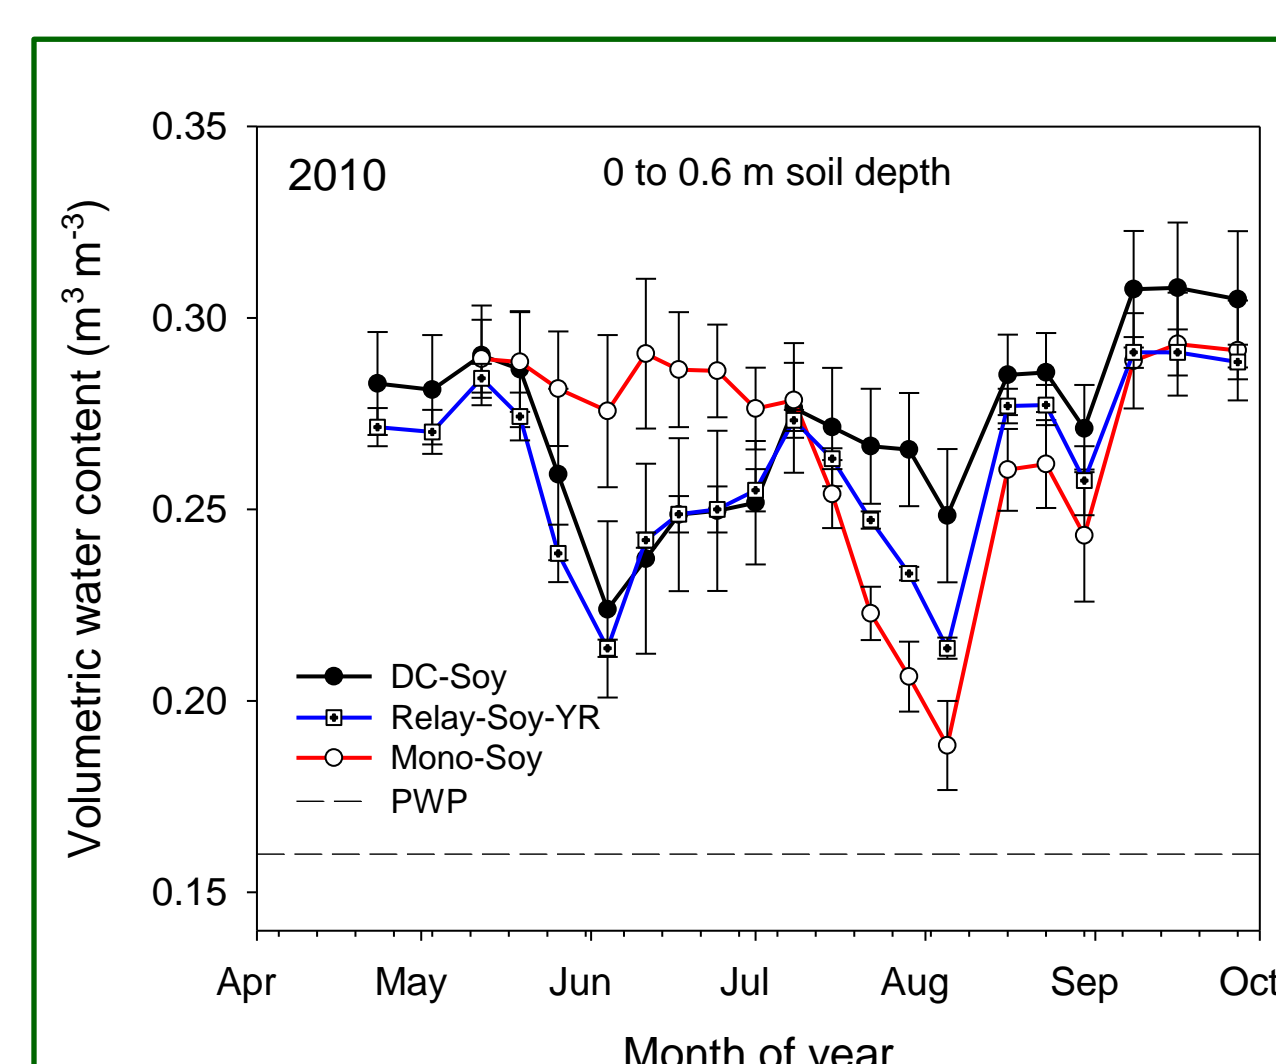 0.35
2010 0 to 0.6 m soil depth
0.30
0.25
0.20
0.15
Volumetric water content (m³ m⁻³)
DC-Soy
Relay-Soy-YR
Mono-Soy
PWP
Apr May Jun Jul Aug Sep Oct
Month of year